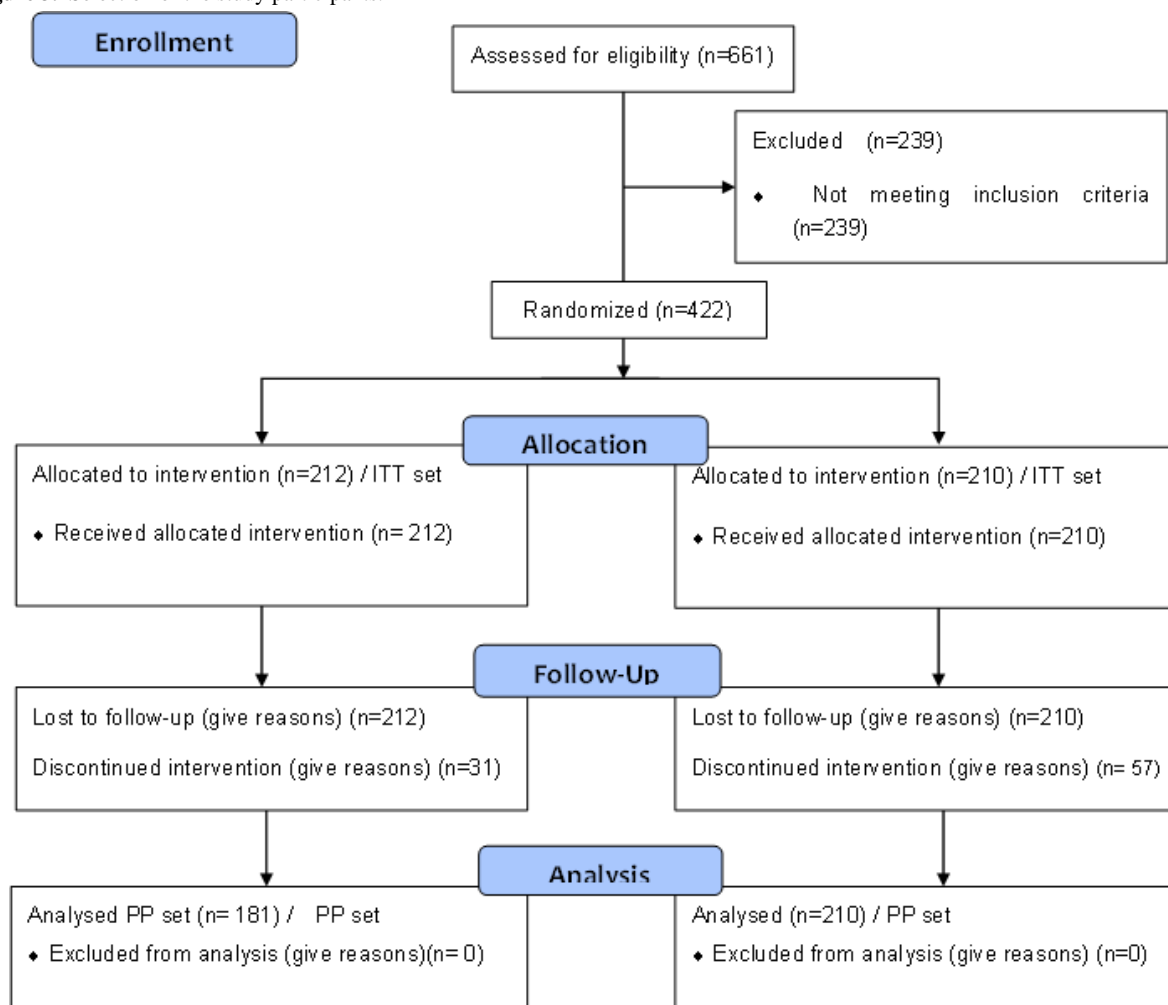 Enrollment
Assessed for eligibility (n=661)
Excluded (n=239)
⬥ Not meeting inclusion criteria
(n=239)
Randomized (n=422)
Allocation
Allocated to intervention (n=212) / ITT set
⬥ Received allocated intervention (n= 212)
Allocated to intervention (n=210) / ITT set
⬥ Received allocated intervention (n=210)
Follow-Up
Lost to follow-up (give reasons) (n=212)
Discontinued intervention (give reasons) (n=31)
Lost to follow-up (give reasons) (n=210)
Discontinued intervention (give reasons) (n= 57)
Analysis
Analysed PP set (n= 181) / PP set
⬥ Excluded from analysis (give reasons)(n= 0)
Analysed (n=210) / PP set
⬥ Excluded from analysis (give reasons) (n=0)